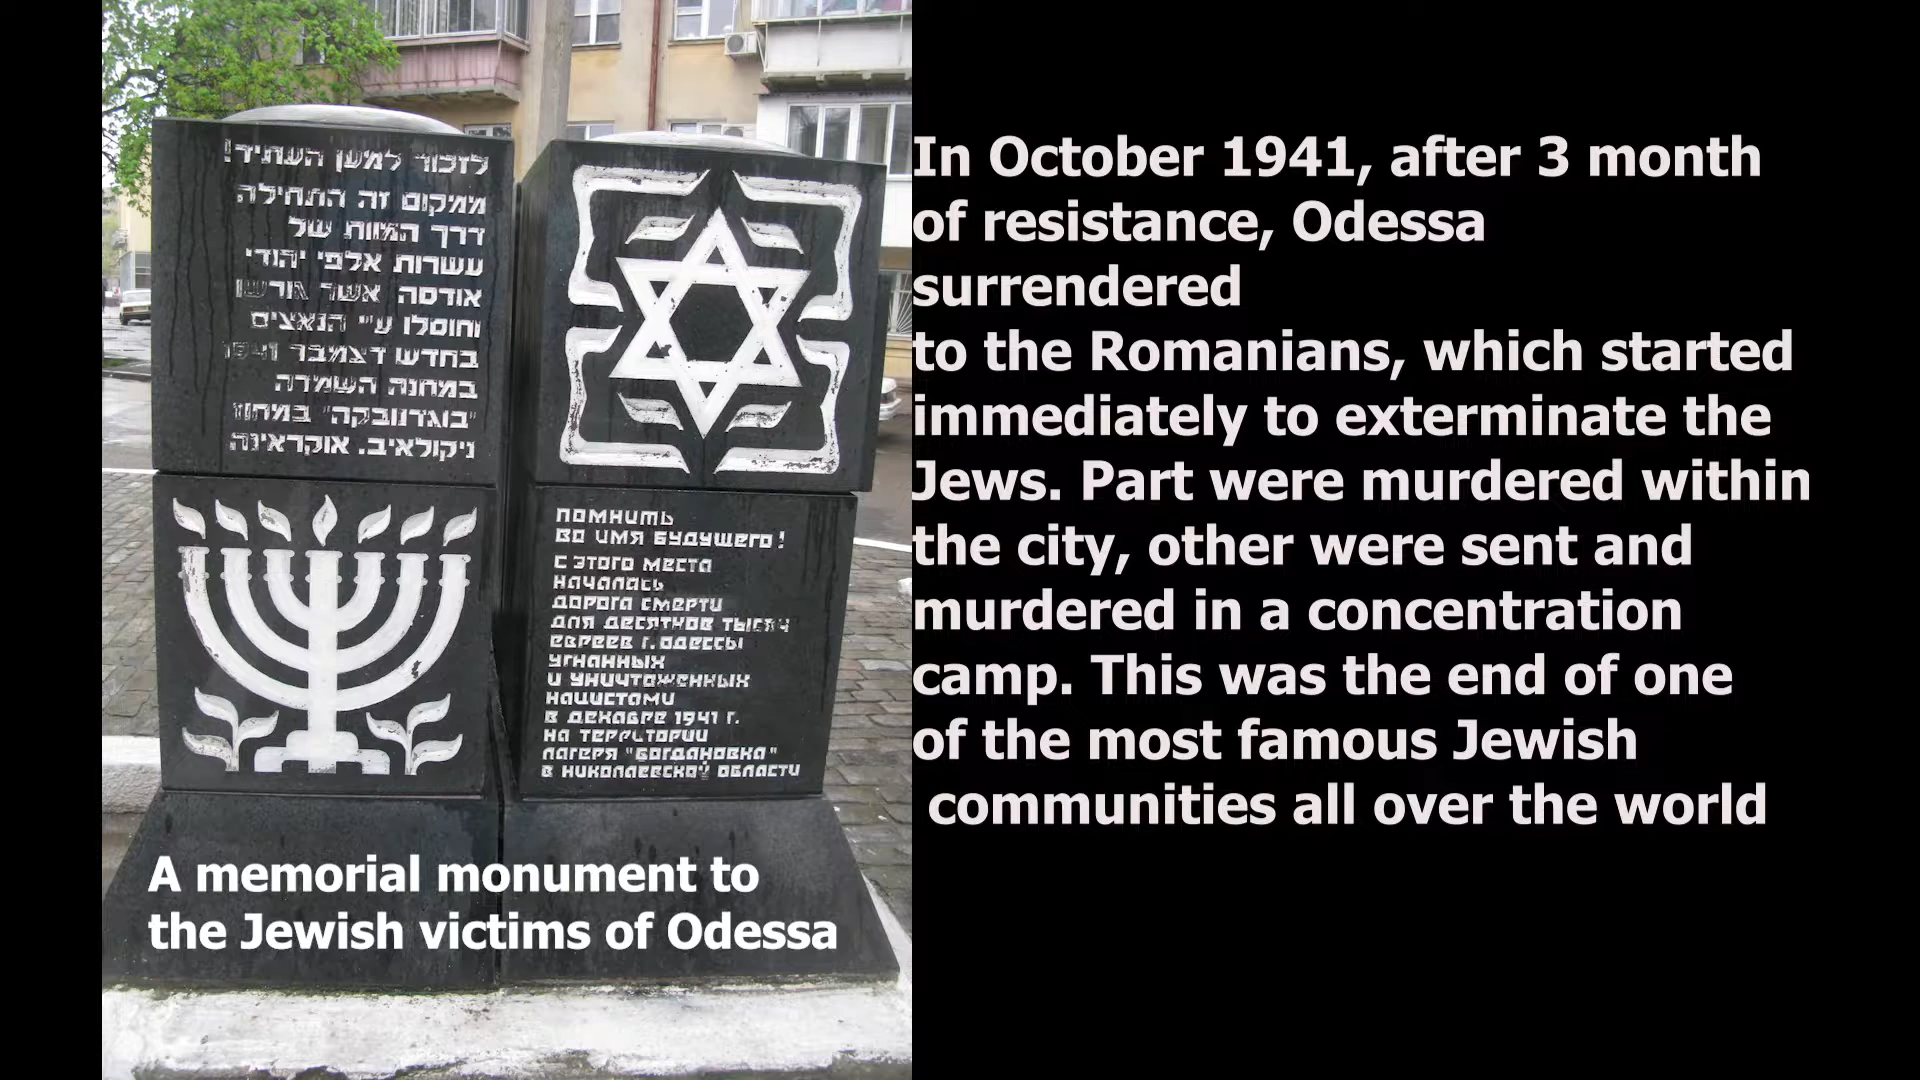 לזכור למען העתיד!
ממקום זה התחילה
דרך המוות של
עשרות אלפי יהודי
אודסה אשר גורשו
וחוסלו ע"י הנאצים
בחדש דצמבר 1941
במחנה השמדה
"בוגדנובקה" במחוז
ניקולאיב. אוקראינה
ПОМНИТЬ
ВО ИМЯ БУДУЩЕГО!
С ЭТОГО МЕСТА
НАЧАЛАСЬ
ДОРОГА СМЕРТИ
ДЛЯ ДЕСЯТКОВ ТЫСЯЧ
ЕВРЕЕВ Г. ОДЕССЫ
УГНАННЫХ
И УНИЧТОЖЕННЫХ
НАЦИСТАМИ
В ДЕКАБРЕ 1941 Г.
НА ТЕРРИТОРИИ
ЛАГЕРЯ "БОГДАНОВКА"
В НИКОЛАЕВСКОЙ ОБЛАСТИ
A memorial monument to
the Jewish victims of Odessa
In October 1941, after 3 month
of resistance, Odessa
surrendered
to the Romanians, which started
immediately to exterminate the
Jews. Part were murdered within
the city, other were sent and
murdered in a concentration
camp. This was the end of one
of the most famous Jewish
communities all over the world